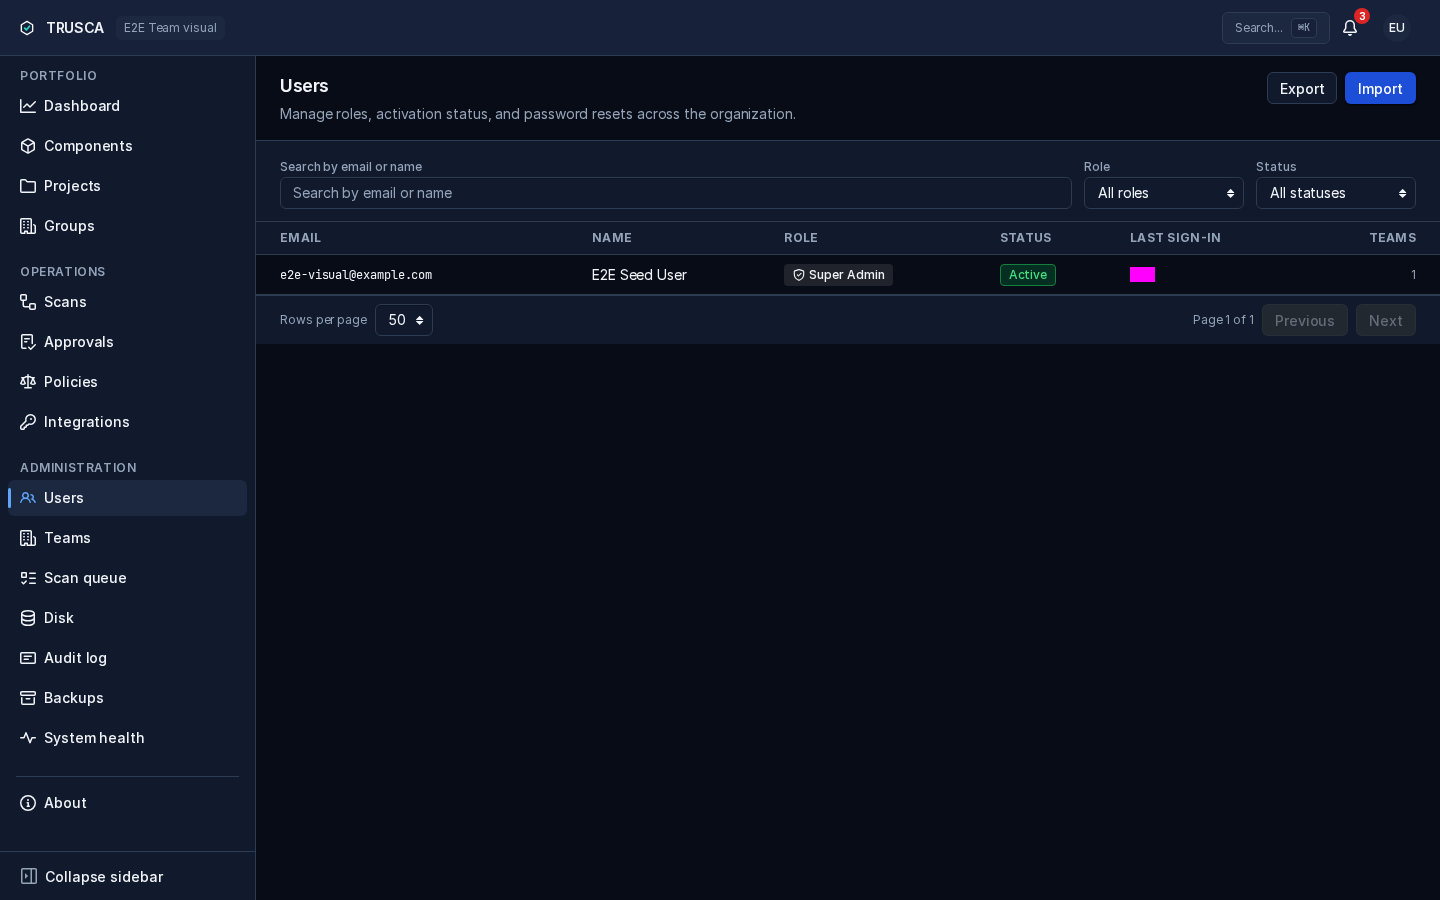 TRUSCA E2E Team visual Search... ⌘K 3 EU
PORTFOLIO
Dashboard
Components
Projects
Groups
OPERATIONS
Scans
Approvals
Policies
Integrations
ADMINISTRATION
Users
Teams
Scan queue
Disk
Audit log
Backups
System health
About
Collapse sidebar
Users
Manage roles, activation status, and password resets across the organization.
Export Import
Search by email or name Role Status
Search by email or name All roles All statuses
EMAIL NAME ROLE STATUS LAST SIGN-IN TEAMS
e2e-visual@example.com E2E Seed User Super Admin Active 1
Rows per page 50 Page 1 of 1 Previous Next